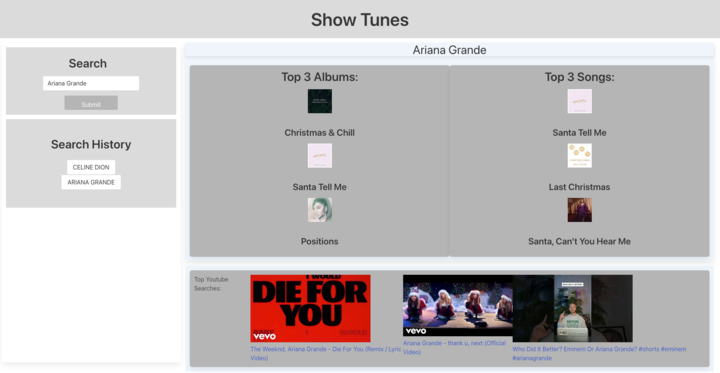 Show Tunes
Search
Ariana Grande
Submit
Search History
CELINE DION
ARIANA GRANDE
Ariana Grande
Top 3 Albums:
Christmas & Chill
Santa Tell Me
Positions
Top 3 Songs:
Santa Tell Me
Last Christmas
Santa, Can't You Hear Me
Top Youtube
Searches:
I WOULD
DIE FOR
YOU
vevo
The Weeknd, Ariana Grande - Die For You (Remix / Lyric
Video)
vevo
Ariana Grande - thank u, next (Official
Video)
Who Did It Better? Eminem Or Ariana Grande? #shorts #eminem
#arianagrande